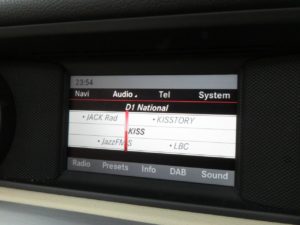 23:54
Navi Audio Tel System
D1 National
• JACK Rad • KISSTORY
KISS
• JazzFM S • LBC
Radio Presets Info DAB Sound